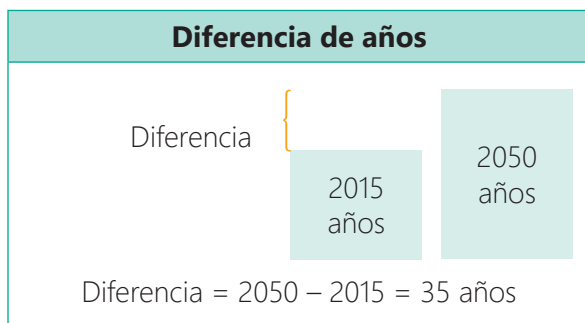 Diferencia de años
Diferencia
2015
años
2050
años
Diferencia = 2050 – 2015 = 35 años